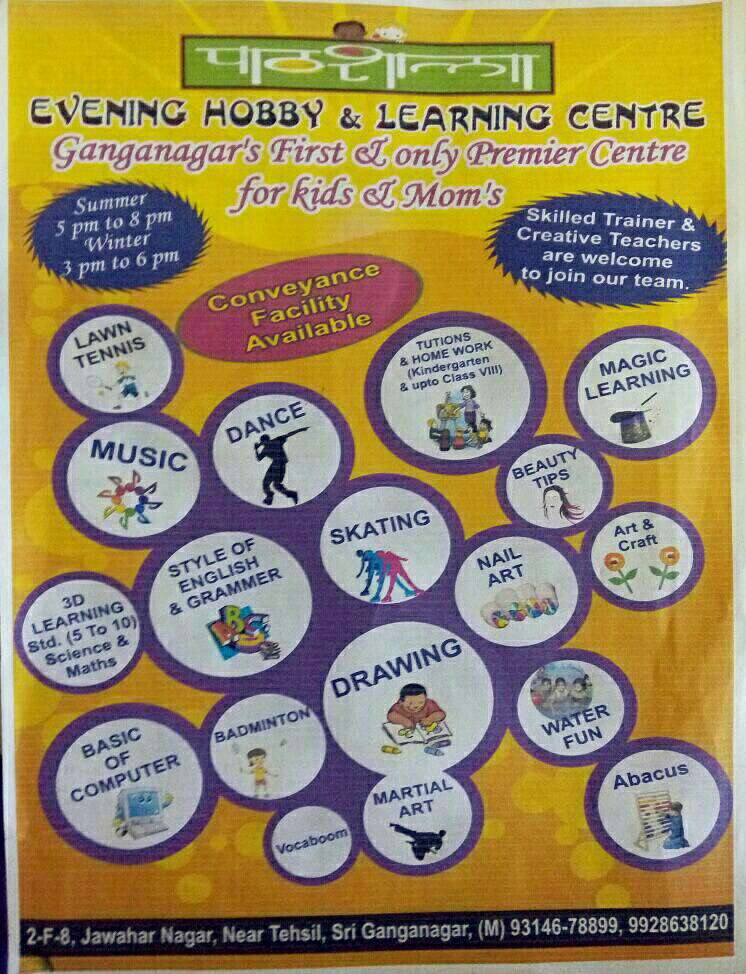 पाठशाला
EVENING HOBBY & LEARNING CENTRE
Ganganagar's First & only Premier Centre
for kids & Mom's
Summer
5 pm to 8 pm
Winter
3 pm to 6 pm
Skilled Trainer &
Creative Teachers
are welcome
to join our team.
Conveyance
Facility
Available
LAWN
TENNIS
TUTIONS
& HOME WORK
(Kindergarten
& upto Class VIII)
MAGIC
LEARNING
MUSIC
DANCE
BEAUTY
TIPS
SKATING
Art &
Craft
STYLE OF
ENGLISH
& GRAMMER
NAIL
ART
3D
LEARNING
Std. (5 To 10)
Science &
Maths
DRAWING
BASIC
OF
COMPUTER
BADMINTON
WATER
FUN
MARTIAL
ART
Abacus
Vocaboom
2-F-8, Jawahar Nagar, Near Tehsil, Sri Ganganagar, (M) 93146-78899, 9928638120